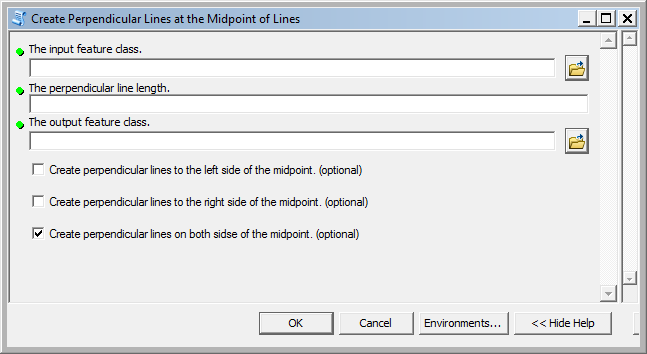 Create Perpendicular Lines at the Midpoint of Lines
The input feature class.
The perpendicular line length.
The output feature class.
Create perpendicular lines to the left side of the midpoint. (optional)
Create perpendicular lines to the right side of the midpoint. (optional)
Create perpendicular lines on both sidse of the midpoint. (optional)
OK Cancel Environments... << Hide Help